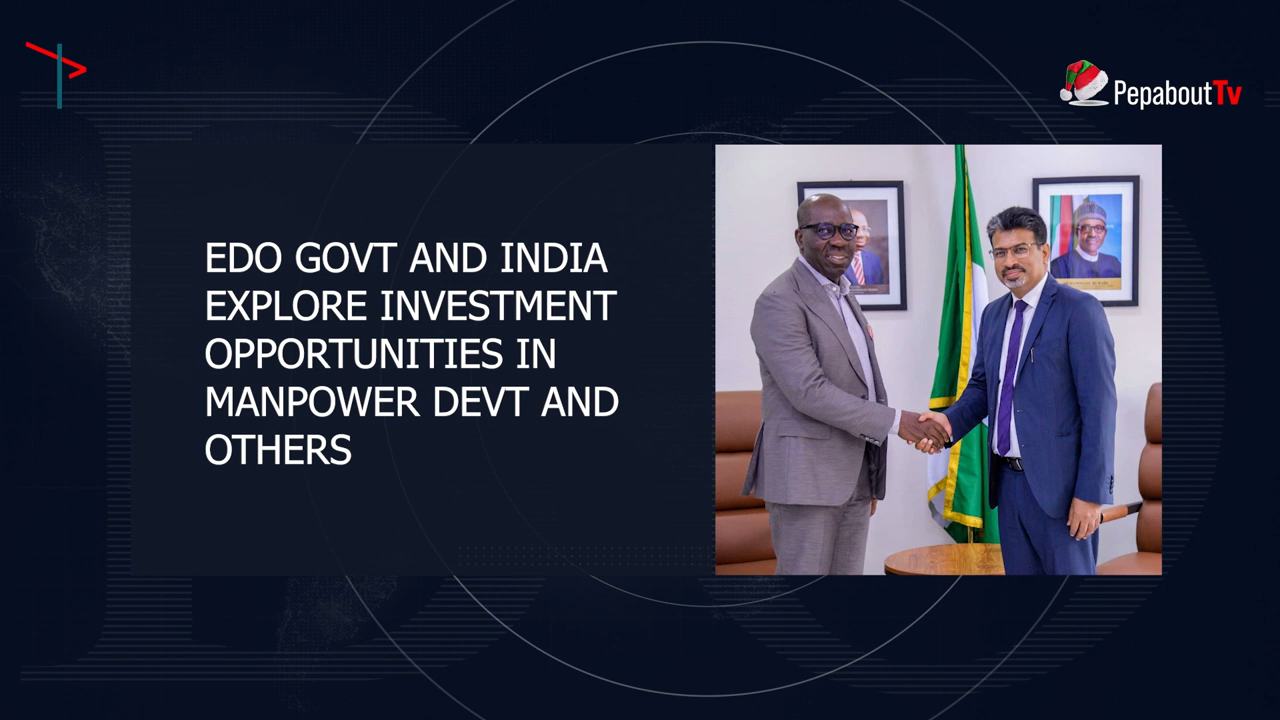 PepaboutTv
EDO GOVT AND INDIA
EXPLORE INVESTMENT
OPPORTUNITIES IN
MANPOWER DEVT AND
OTHERS